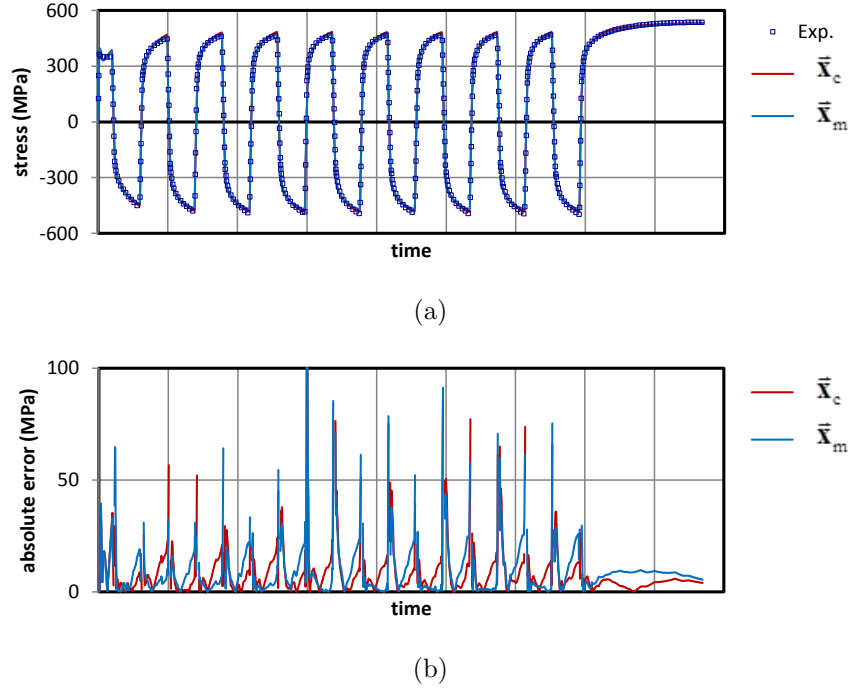 600
300
0
-300
-600
stress (MPa)
time
Exp.
x⃗c
x⃗m
(a)
100
50
0
absolute error (MPa)
time
x⃗c
x⃗m
(b)